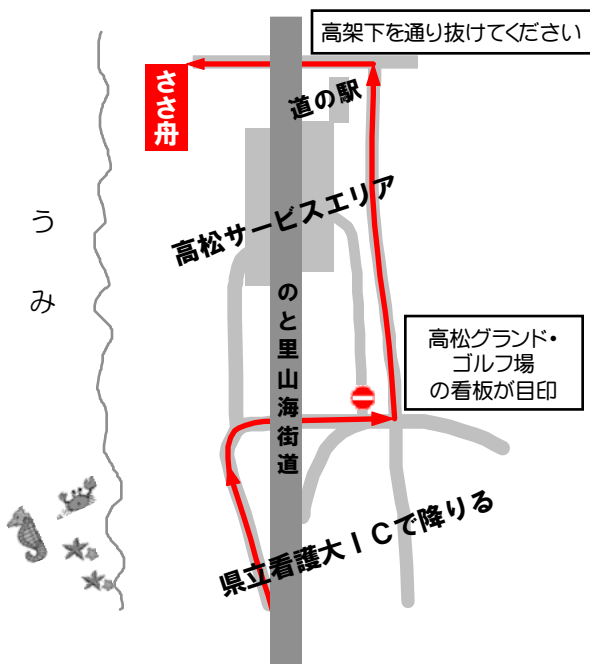 高架下を通り抜けてください
ささ舟
道の駅
高松サービスエリア
うみ
のと里山海街道
高松グランド・
ゴルフ場
の看板が目印
県立看護大ＩＣで降りる